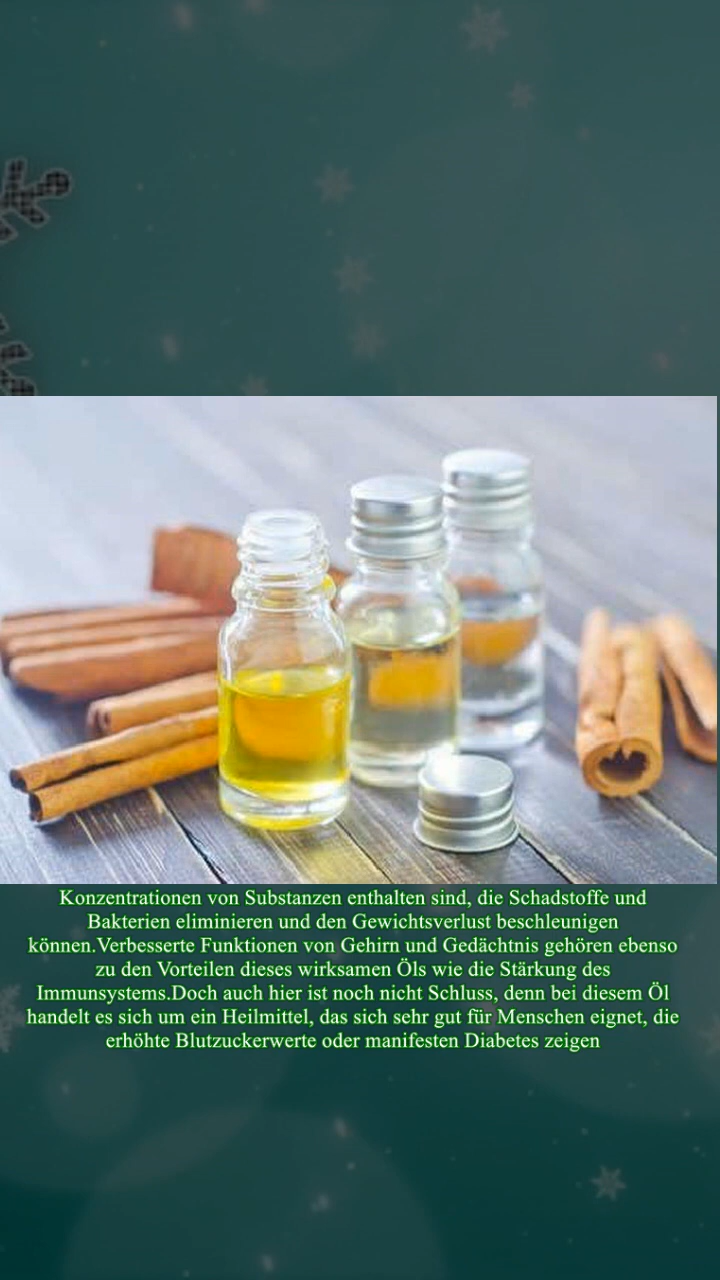 Konzentrationen von Substanzen enthalten sind, die Schadstoffe und
Bakterien eliminieren und den Gewichtsverlust beschleunigen
können.Verbesserte Funktionen von Gehirn und Gedächtnis gehören ebenso
zu den Vorteilen dieses wirksamen Öls wie die Stärkung des
Immunsystems.Doch auch hier ist noch nicht Schluss, denn bei diesem Öl
handelt es sich um ein Heilmittel, das sich sehr gut für Menschen eignet, die
erhöhte Blutzuckerwerte oder manifesten Diabetes zeigen